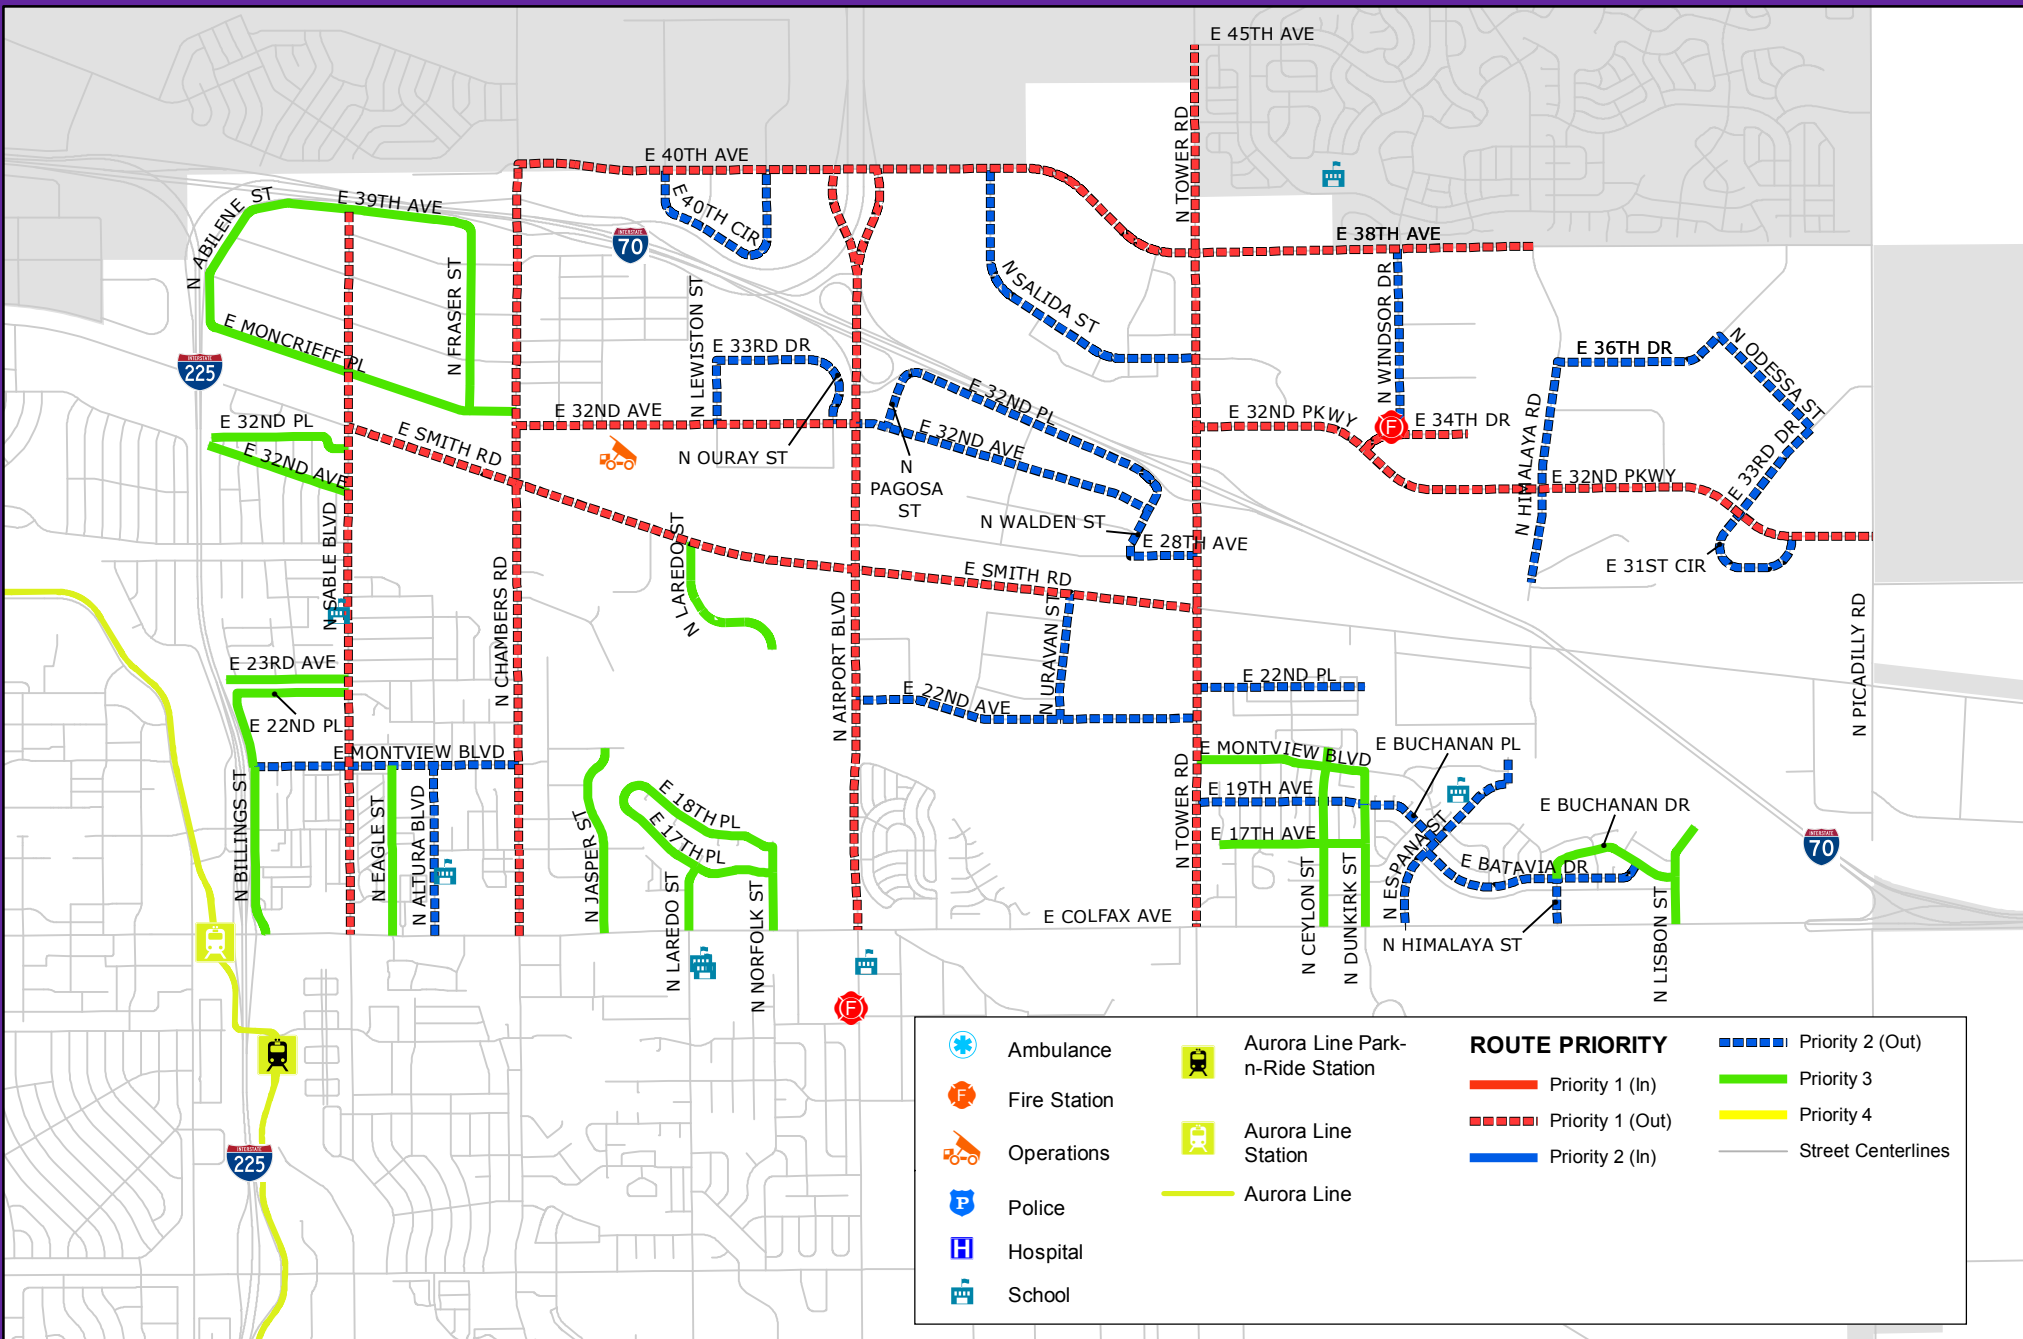 E 45TH AVE
N TOWER RD
E 40TH AVE
E 40TH CIR
N ABILENE ST
E 39TH AVE
INTERSTATE
70
E 38TH AVE
N SALIDA ST
N WINDSOR DR
N FRASER ST
N LEWISTON ST
E MONCRIEFF PL
INTERSTATE
225
E 33RD DR
E 36TH DR
N ODESSA ST
E 32ND PL
E 32ND AVE
E 32ND PKWY
E 34TH DR
F
N HIMALAYA RD
E 33RD DR
E 32ND PL
E 32ND AVE
E SMITH RD
N OURAY ST
E 32ND AVE
N
PAGOSA
ST
E 32ND PKWY
N WALDEN ST
E 28TH AVE
E 31ST CIR
N SABLE BLVD
N CHAMBERS RD
N LAREDO ST
E SMITH RD
N AIRPORT BLVD
N URAVAN ST
N PICADILLY RD
E 23RD AVE
E 22ND PL
E 22ND AVE
E 22ND PL
E MONTVIEW BLVD
E MONTVIEW BLVD
E BUCHANAN PL
N TOWER RD
E 19TH AVE
E BUCHANAN DR
E 17TH AVE
N BILLINGS ST
N EAGLE ST
N ALTURA BLVD
N JASPER ST
E 18TH PL
E 17TH PL
N LAREDO ST
N NORFOLK ST
E COLFAX AVE
N CEYLON ST
N DUNKIRK ST
N ESPANA ST
E BATAVIA DR
N HIMALAYA ST
N LISBON ST
INTERSTATE
70
F
INTERSTATE
225
Ambulance
F
Fire Station
Operations
P
Police
H
Hospital
School
Aurora Line Park-
n-Ride Station
Aurora Line
Station
Aurora Line
ROUTE PRIORITY
Priority 1 (In)
Priority 1 (Out)
Priority 2 (In)
Priority 2 (Out)
Priority 3
Priority 4
Street Centerlines